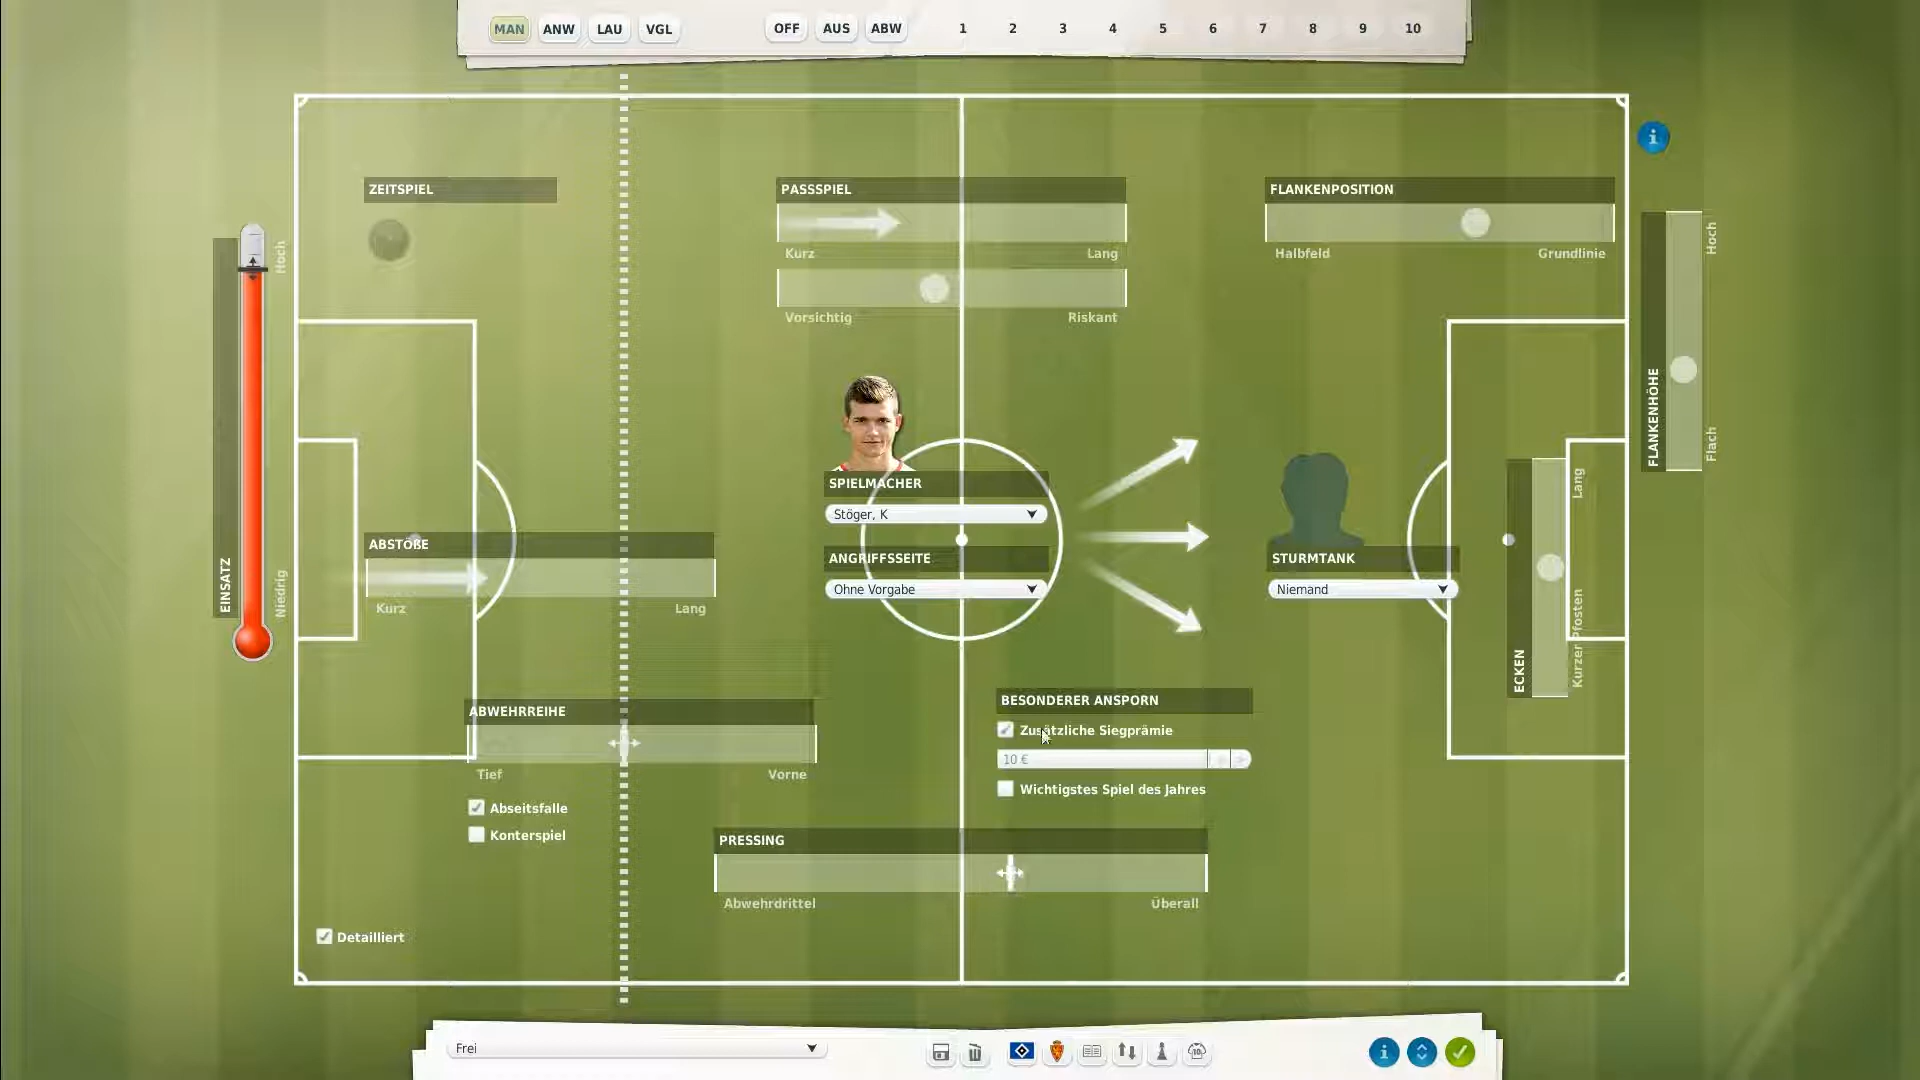 MAN ANW LAU VGL OFF AUS ABW 1 2 3 4 5 6 7 8 9 10
ZEITSPIEL
PASSSPIEL
Kurz Lang
Vorsichtig Riskant
FLANKENPOSITION
Halbfeld Grundlinie
EINSATZ
Hoch
Niedrig
FLANKENHÖHE
Hoch
Flach
SPIELMACHER
Stöger, K
ANGRIFFSSEITE
Ohne Vorgabe
ABSTÖßE
Kurz Lang
STURMTANK
Niemand
ECKEN
Lang
Kurzer Pfosten
ABWEHRREIHE
Tief Vorne
Abseitsfalle
Konterspiel
BESONDERER ANSPORN
Zusätzliche Siegprämie
10 €
Wichtigstes Spiel des Jahres
PRESSING
Abwehrdrittel Überall
Detailliert
Frei